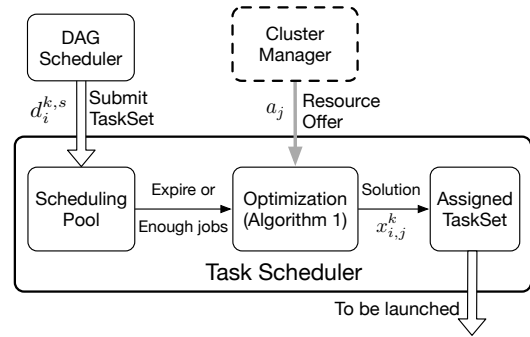 DAG
Scheduler
Cluster
Manager
d_i^{k,s}
Submit
TaskSet
a_j
Resource
Offer
Scheduling
Pool
Expire or
Enough jobs
Optimization
(Algorithm 1)
Solution
x_{i,j}^k
Assigned
TaskSet
Task Scheduler
To be launched